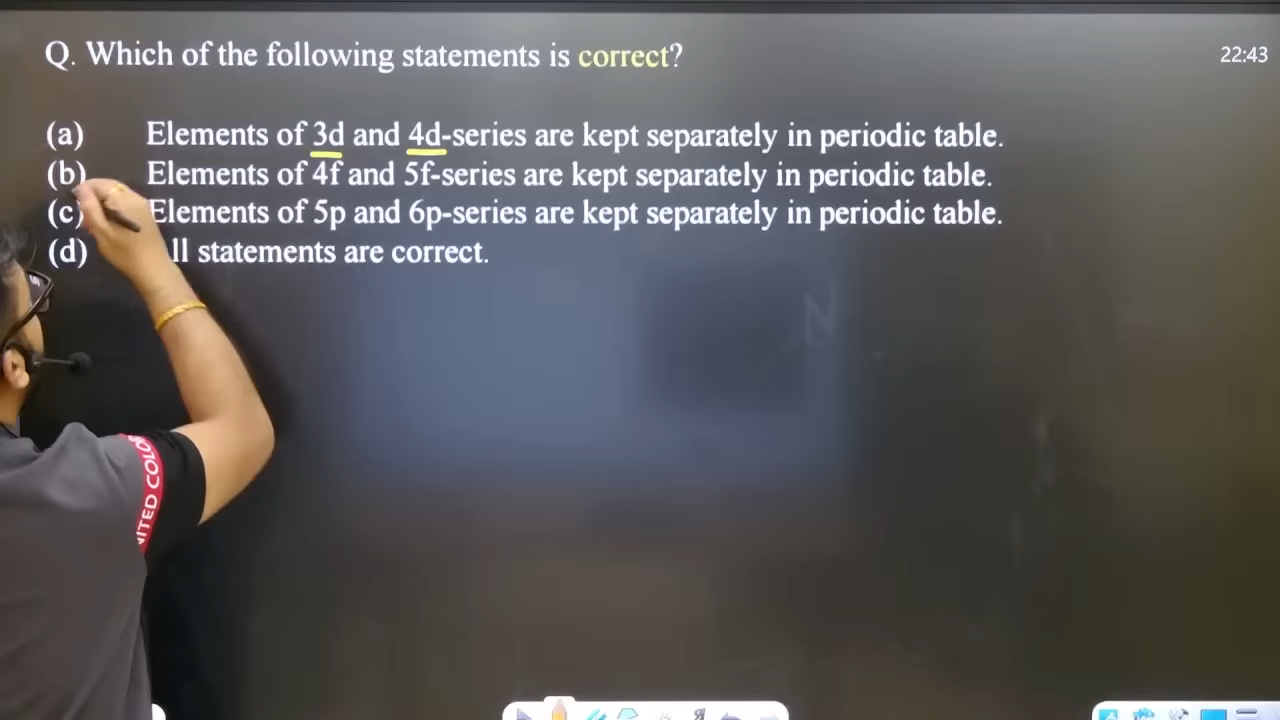 Q. Which of the following statements is correct?
22:43
(a) Elements of 3d and 4d-series are kept separately in periodic table.
(b) Elements of 4f and 5f-series are kept separately in periodic table.
(c) Elements of 5p and 6p-series are kept separately in periodic table.
(d) ll statements are correct.
N
ITED COLO